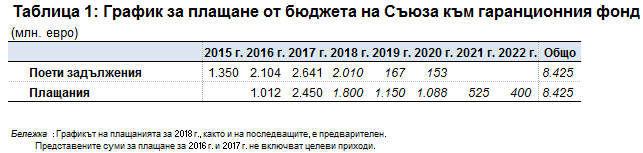 Таблица 1: График за плащане от бюджета на Съюза към гаранционния фонд
(млн. евро)
2015 г. 2016 г. 2017 г. 2018 г. 2019 г. 2020 г. 2021 г. 2022 г. Общо
Поети задължения 1.350 2.104 2.641 2.010 167 153 8.425
Плащания 1.012 2.450 1.800 1.150 1.088 525 400 8.425
Бележка : Графикът на плащанията за 2018 г., както и на последващите, е предварителен.
Представените суми за плащане за 2016 г. и 2017 г. не включват целеви приходи.